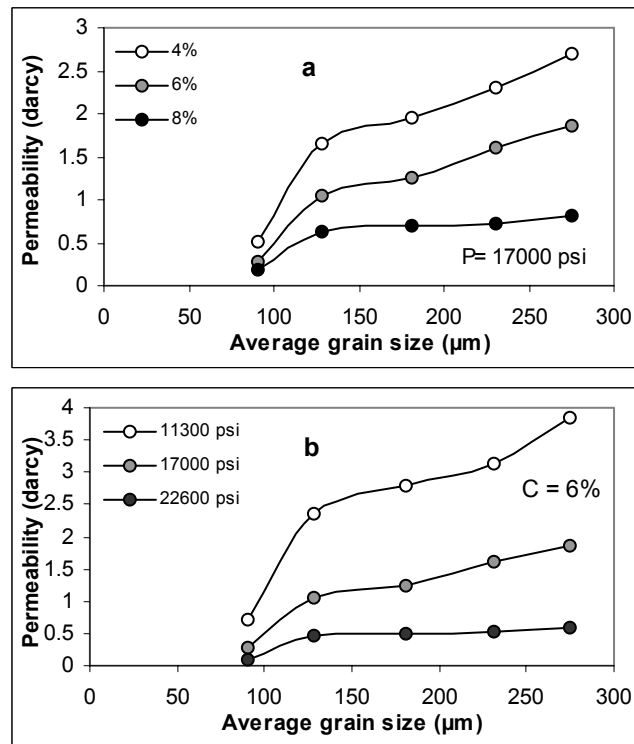 3
2.5
2
1.5
1
0.5
0
Permeability (darcy)
4%
6%
8%
a
P= 17000 psi
0 50 100 150 200 250 300
Average grain size (µm)
4
3.5
3
2.5
2
1.5
1
0.5
0
Permeability (darcy)
11300 psi
17000 psi
22600 psi
b
C = 6%
0 50 100 150 200 250 300
Average grain size (µm)